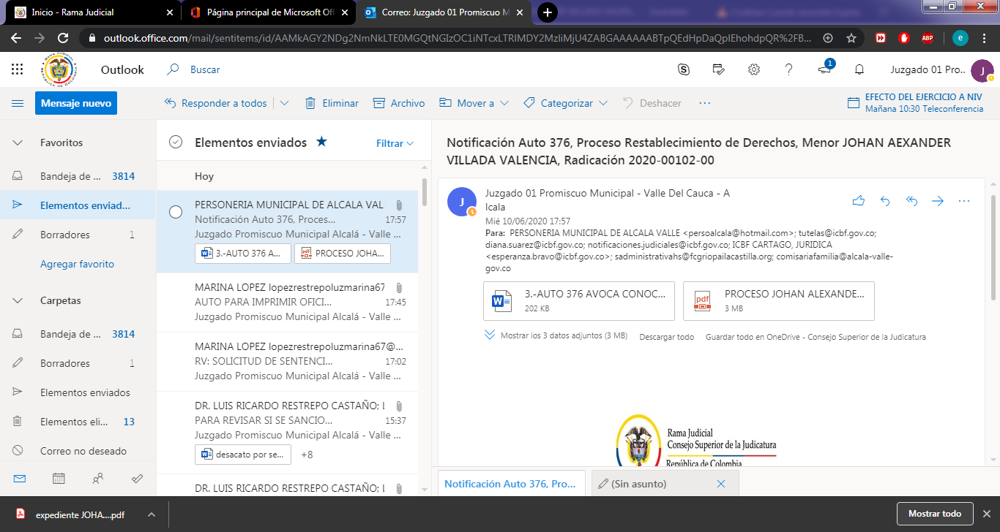 Inicio - Rama Judicial
Página principal de Microsoft Off
Correo: Juzgado 01 Promiscuo M
outlook.office.com/mail/sentitems/id/
RAMA JUDICIAL
REPÚBLICA DE COLOMBIA
Outlook
Buscar
1
Juzgado 01 Pro..
J
Mensaje nuevo
Responder a todos
Eliminar
Archivo
Mover a
Categorizar
Deshacer
EFECTO DEL EJERCICIO A NIV
Mañana 10:30 Teleconferencia
Favoritos
Bandeja de ... 3814
Elementos enviad...
Borradores 1
Agregar favorito
Carpetas
Bandeja de ... 3814
Borradores 1
Elementos enviados
Elementos eli... 13
Correo no deseado
Elementos enviados
Filtrar
Hoy
PERSONERIA MUNICIPAL DE ALCALA VAL
Notificación Auto 376, Proces... 17:57
Juzgado Promiscuo Municipal Alcalá - Valle ...
3.-AUTO 376 A...
PROCESO JOHA...
MARINA LOPEZ lopezrestrepoluzmarina67
AUTO PARA IMPRIMIR OFICI... 17:45
Juzgado Promiscuo Municipal Alcalá - Valle ...
MARINA LOPEZ lopezrestrepoluzmarina67@...
RV: SOLICITUD DE SENTENCI... 17:02
Juzgado Promiscuo Municipal Alcalá - Valle ...
DR. LUIS RICARDO RESTREPO CASTAÑO; L
PARA REVISAR SI SE SANCIO... 15:37
Juzgado Promiscuo Municipal Alcalá - Valle ...
desacato por se... +8
DR. LUIS RICARDO RESTREPO CASTAÑO; L
Notificación Auto 376, Proceso Restablecimiento de Derechos, Menor JOHAN AEXANDER
VILLADA VALENCIA, Radicación 2020-00102-00
J
Juzgado 01 Promiscuo Municipal - Valle Del Cauca - A
lcala
Mié 10/06/2020 17:57
Para: PERSONERIA MUNICIPAL DE ALCALA VALLE <persoalcala@hotmail.com>; tutelas@icbf.gov.co;
diana.suarez@icbf.gov.co; notificaciones.judiciales@icbf.gov.co; ICBF CARTAGO, JURIDICA
<esperanza.bravo@icbf.gov.co>; sadministrativahs@fcgriopailacastilla.org; comisariafamilia@alcala-valle-
gov.co
3.-AUTO 376 AVOCA CONOC...
202 KB
PROCESO JOHAN ALEXANDE...
3 MB
Mostrar los 3 datos adjuntos (3 MB)
Descargar todo
Guardar todo en OneDrive - Consejo Superior de la Judicatura
Rama Judicial
Consejo Superior de la Judicatura
República de Colombia
Notificación Auto 376, Pro...
(Sin asunto)
expediente JOHA....pdf
Mostrar todo